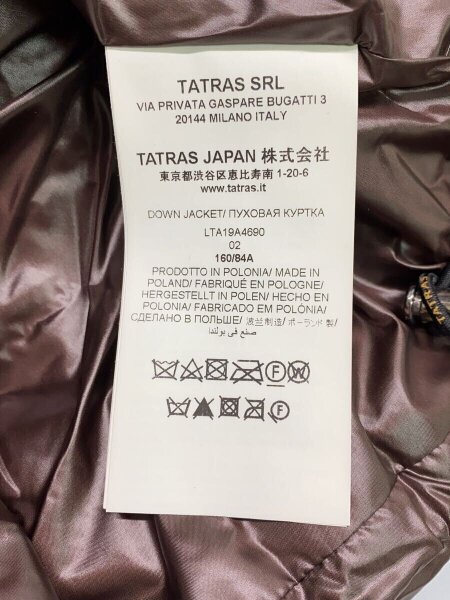 TATRAS SRL
VIA PRIVATA GASPARE BUGATTI 3
20144 MILANO ITALY
TATRAS JAPAN 株式会社
東京都渋谷区恵比寿南 1-20-6
www.tatras.it
DOWN JACKET/ ПУХОВАЯ КУРТКА
LTA19A4690
02
160/84A
PRODOTTO IN POLONIA/ MADE IN
POLAND/ FABRIQUÉ EN POLOGNE/
HERGESTELLT IN POLEN/ HECHO EN
POLONIA/ FABRICADO EM POLÓNIA/
СДЕЛАНО В ПОЛЬШЕ/ 波兰制造/ ポーランド製/
صنع في بولندا
F W
F
TATRAS